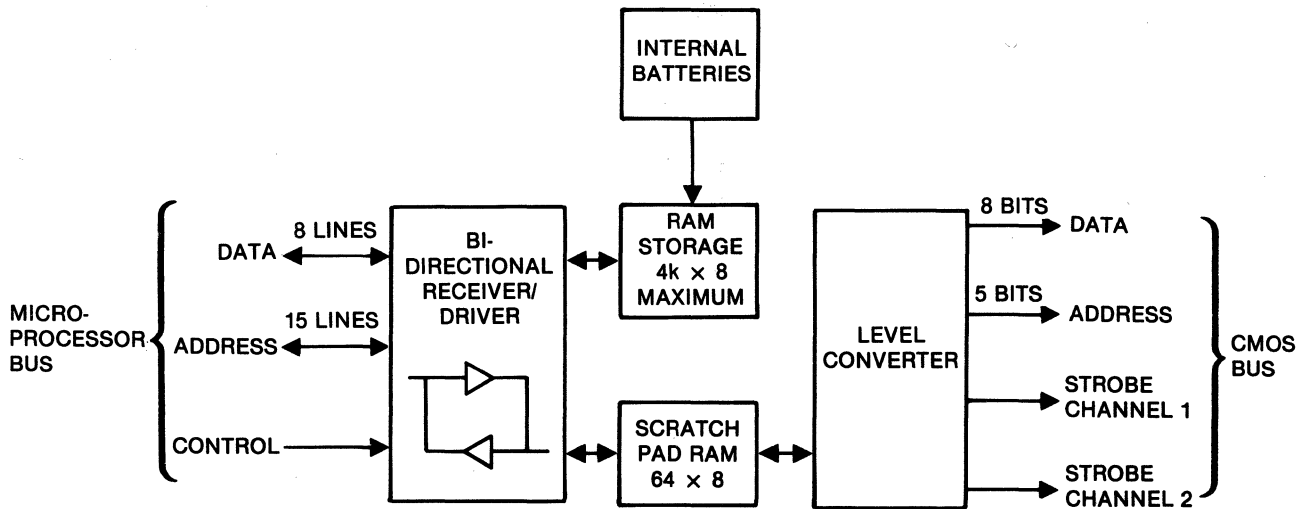 INTERNAL
BATTERIES
MICRO-
PROCESSOR
BUS
DATA
8 LINES
ADDRESS
15 LINES
CONTROL
BI-
DIRECTIONAL
RECEIVER/
DRIVER
RAM
STORAGE
4k × 8
MAXIMUM
SCRATCH
PAD RAM
64 × 8
LEVEL
CONVERTER
8 BITS
DATA
5 BITS
ADDRESS
STROBE
CHANNEL 1
STROBE
CHANNEL 2
CMOS
BUS